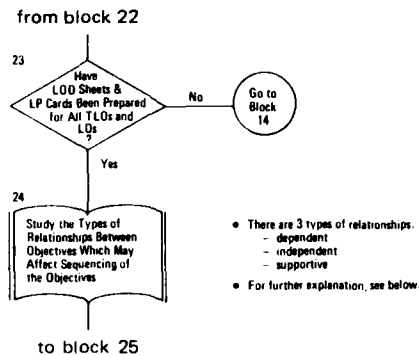 from block 22
23
Have
LOO Sheets &
LP Cards Been Prepared
for All TLOs and
LOs
?
No
Go to
Block
14
Yes
24
Study the Types of
Relationships Between
Objectives Which May
Affect Sequencing of
the Objectives
• There are 3 types of relationships.
– dependent
– independent
– supportive
• For further explanation, see below.
to block 25